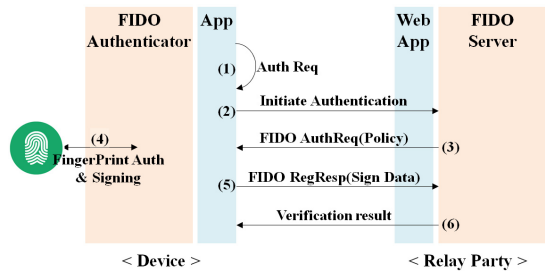 FIDO
Authenticator
App
Web
App
FIDO
Server
(1)
Auth Req
(2)
Initiate Authentication
FIDO AuthReq(Policy)
(3)
(4)
FingerPrint Auth
& Signing
(5)
FIDO RegResp(Sign Data)
Verification result
(6)
< Device >
< Relay Party >